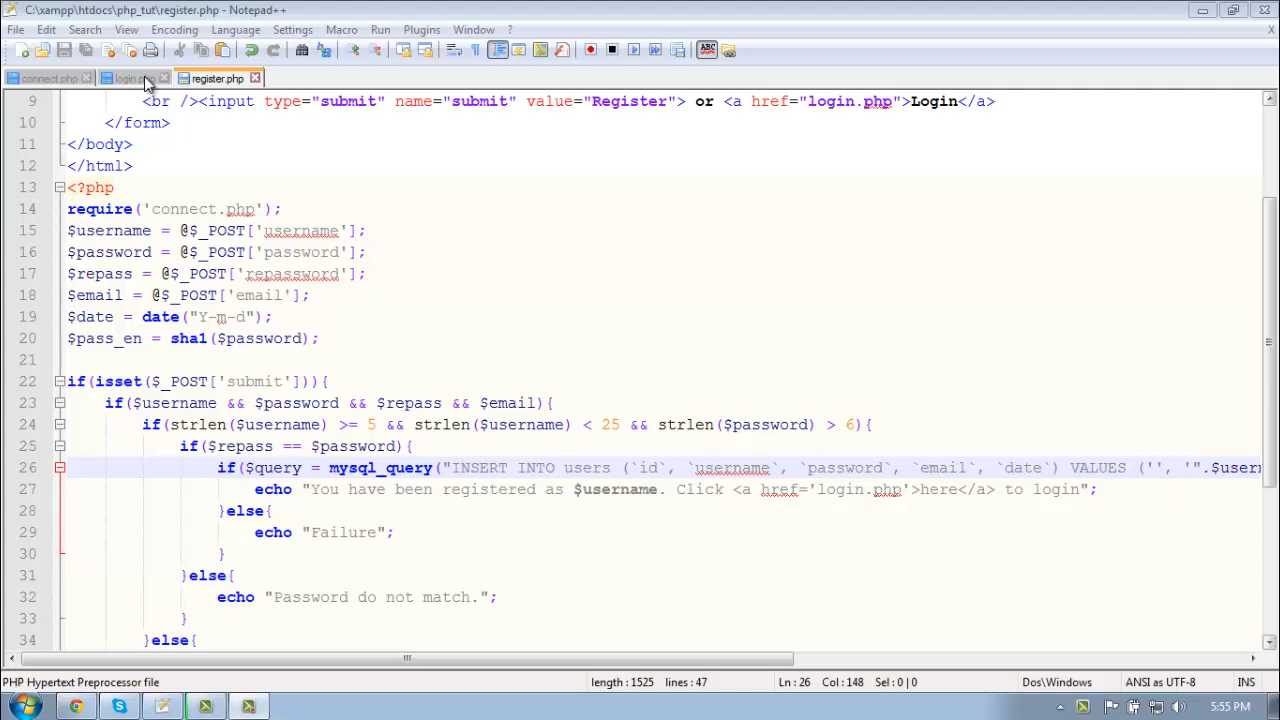 C:\xampp\htdocs\php_tut\register.php - Notepad++
File Edit Search View Encoding Language Settings Macro Run Plugins Window ? X
ABC
connect.php login.php register.php
9 <br /><input type="submit" name="submit" value="Register"> or <a href="login.php">Login</a>
10 </form>
11 </body>
12 </html>
13 <?php
14 require('connect.php');
15 $username = @$_POST['username'];
16 $password = @$_POST['password'];
17 $repass = @$_POST['repassword'];
18 $email = @$_POST['email'];
19 $date = date("Y-m-d");
20 $pass_en = sha1($password);
21
22 if(isset($_POST['submit'])){
23 if($username && $password && $repass && $email){
24 if(strlen($username) >= 5 && strlen($username) < 25 && strlen($password) > 6){
25 if($repass == $password){
26 if($query = mysql_query("INSERT INTO users (`id`, `username`, `password`, `email`, `date`) VALUES ('', '".$usern
27 echo "You have been registered as $username. Click <a href='login.php'>here</a> to login";
28 }else{
29 echo "Failure";
30 }
31 }else{
32 echo "Password do not match.";
33 }
34 }else{
PHP Hypertext Preprocessor file length : 1525 lines : 47 Ln : 26 Col : 148 Sel : 0 | 0 Dos\Windows ANSI as UTF-8 INS
5:55 PM